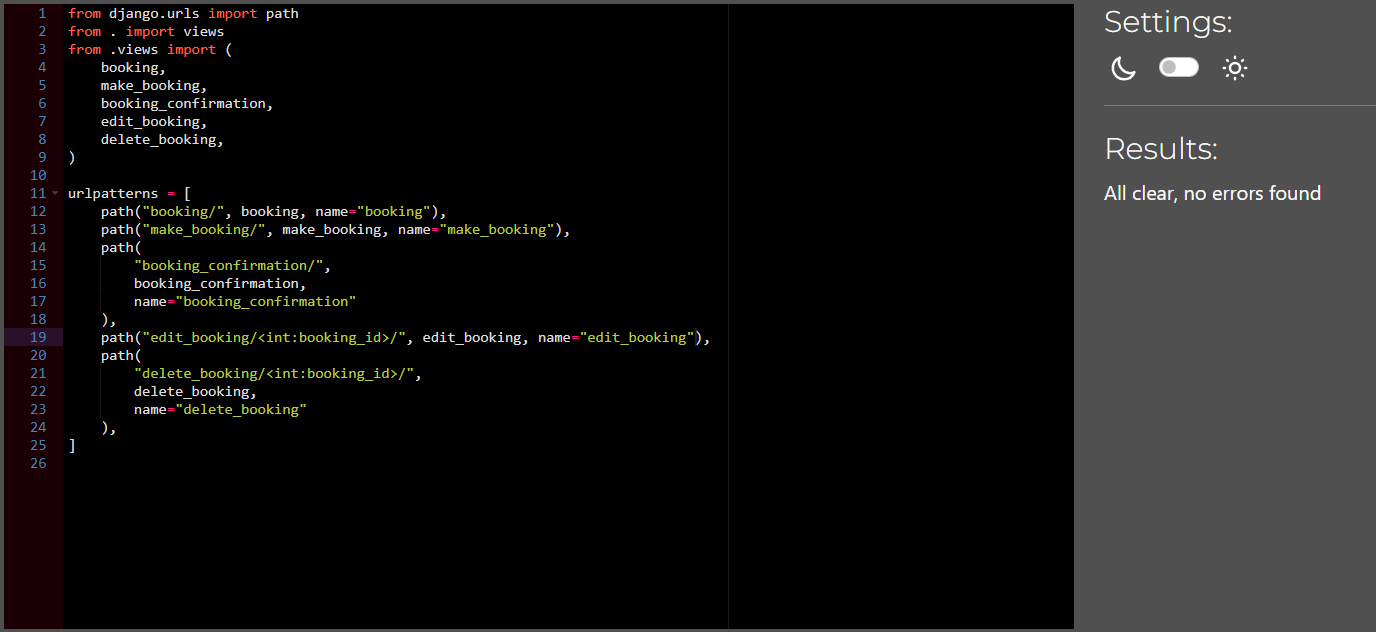 1 from django.urls import path
2 from . import views
3 from .views import (
4     booking,
5     make_booking,
6     booking_confirmation,
7     edit_booking,
8     delete_booking,
9 )
10
11 urlpatterns = [
12     path("booking/", booking, name="booking"),
13     path("make_booking/", make_booking, name="make_booking"),
14     path(
15         "booking_confirmation/",
16         booking_confirmation,
17         name="booking_confirmation"
18     ),
19     path("edit_booking/<int:booking_id>/", edit_booking, name="edit_booking"),
20     path(
21         "delete_booking/<int:booking_id>/",
22         delete_booking,
23         name="delete_booking"
24     ),
25 ]
26
Settings:
Results:
All clear, no errors found